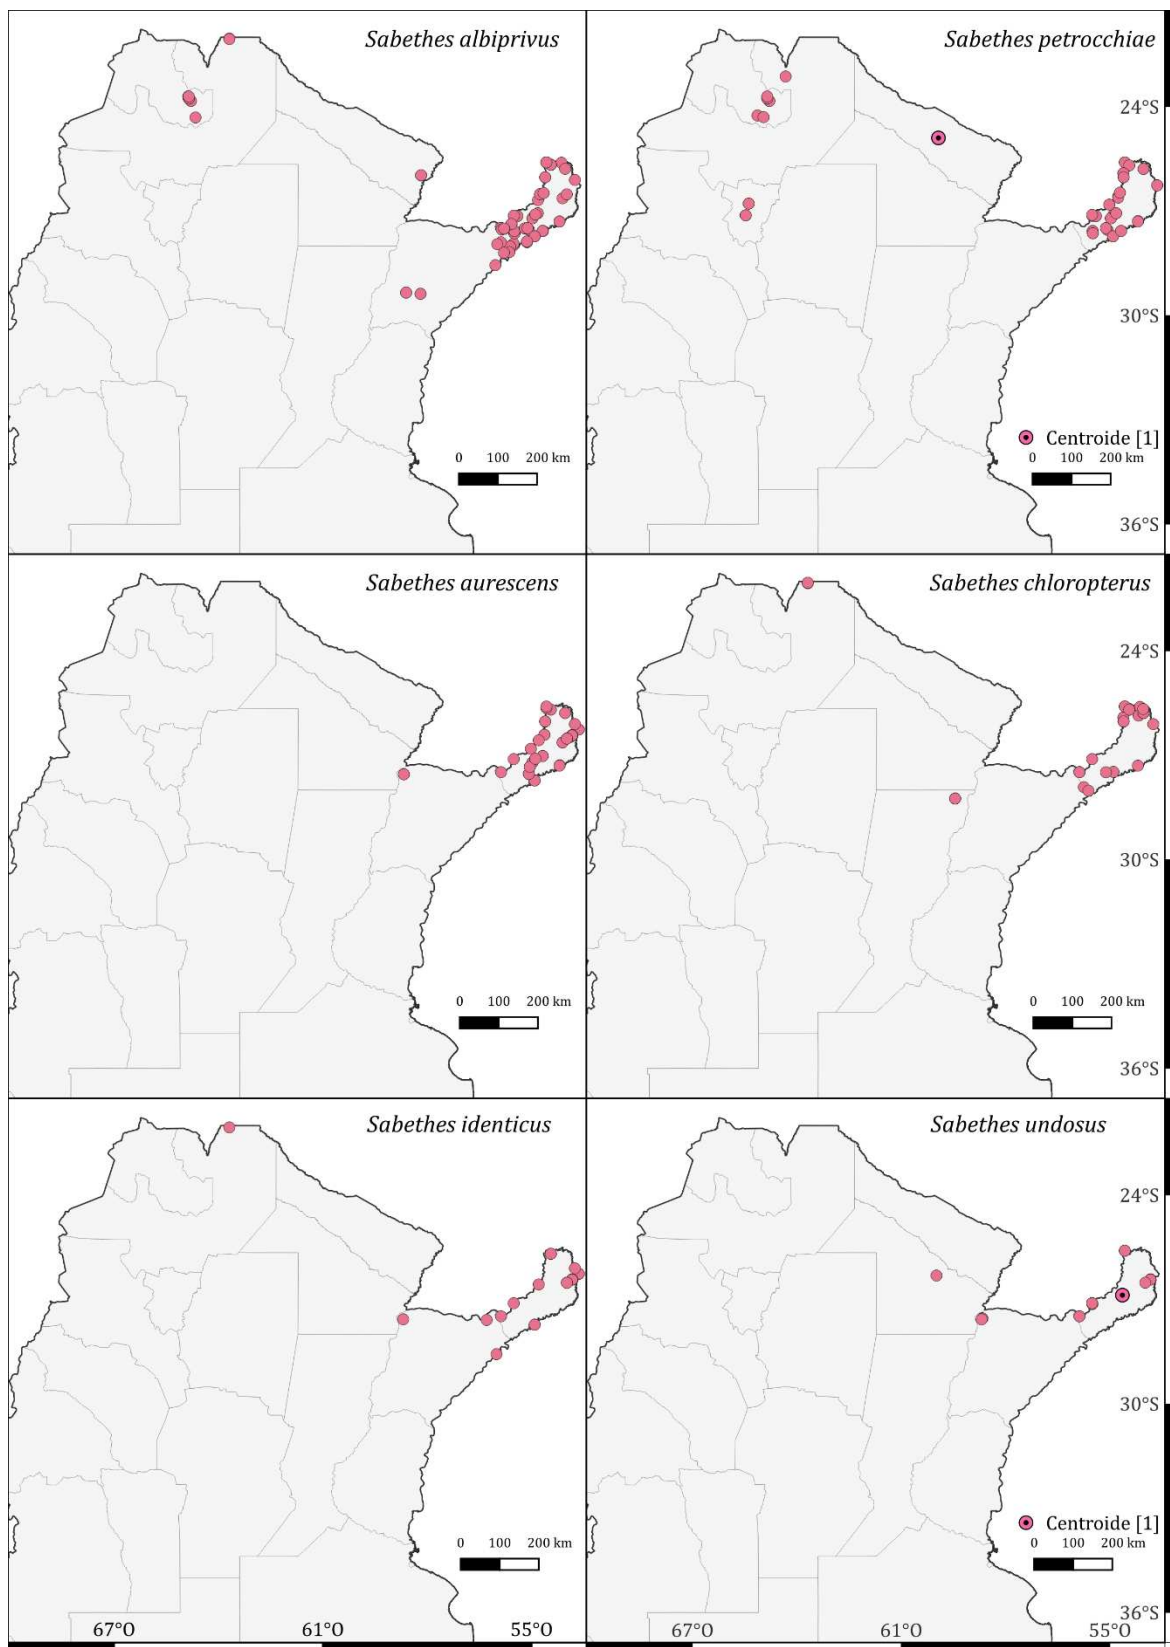 Sabethes albiprivus
Sabethes petrocchiae
24°S
30°S
Centroide [1]
0 100 200 km
0 100 200 km
36°S
Sabethes aurescens
Sabethes chloropterus
24°S
30°S
0 100 200 km
0 100 200 km
36°S
Sabethes identicus
Sabethes undosus
24°S
30°S
Centroide [1]
0 100 200 km
0 100 200 km
36°S
67°O 61°O 55°O 67°O 61°O 55°O